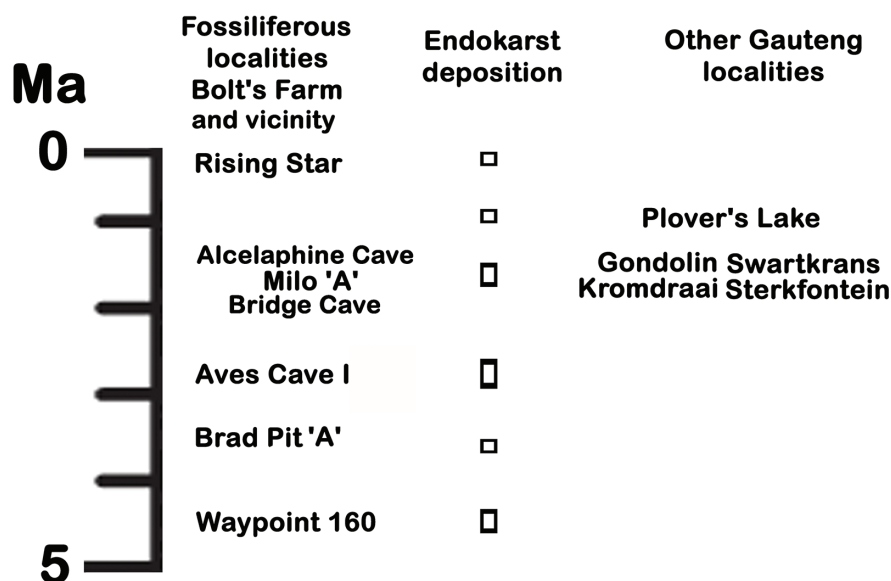 Fossiliferous
localities
Bolt's Farm
and vicinity
Endokarst
deposition
Other Gauteng
localities
Ma
0
Rising Star
Plover's Lake
Alcelaphine Cave
Milo 'A'
Bridge Cave
Gondolin Swartkrans
Kromdraai Sterkfontein
Aves Cave I
Brad Pit 'A'
Waypoint 160
5